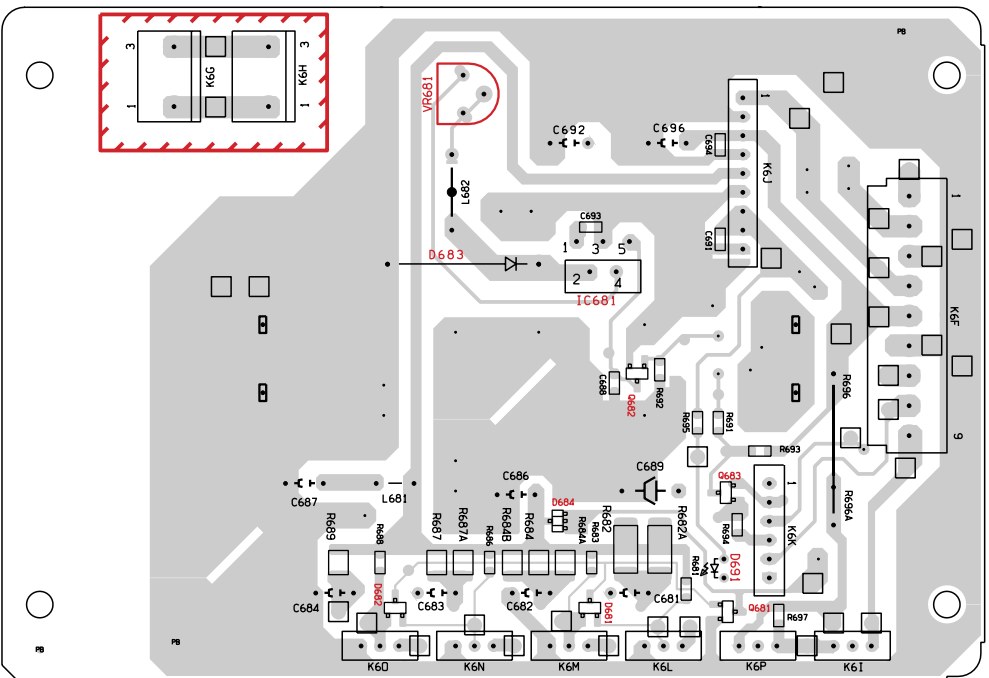 3
K6G
3
K6H
1
1
PB
VR681
C692
C696
C694
1
K6J
L682
C693
C691
1
1 3 5
D683
2 4
IC681
K6F
C688
Q682
R692
R696
R695
R691
9
R693
C689
C686
Q683
1
C687
L681
D684
R696A
R689
R688
R687
R687A
R686
R684B
R684
R684A
R683
R682
R682A
R694
K6K
R681
D691
C684
D682
C683
C682
D681
C681
Q681
R697
PB
PB
K6O
K6N
K6M
K6L
K6P
K6I